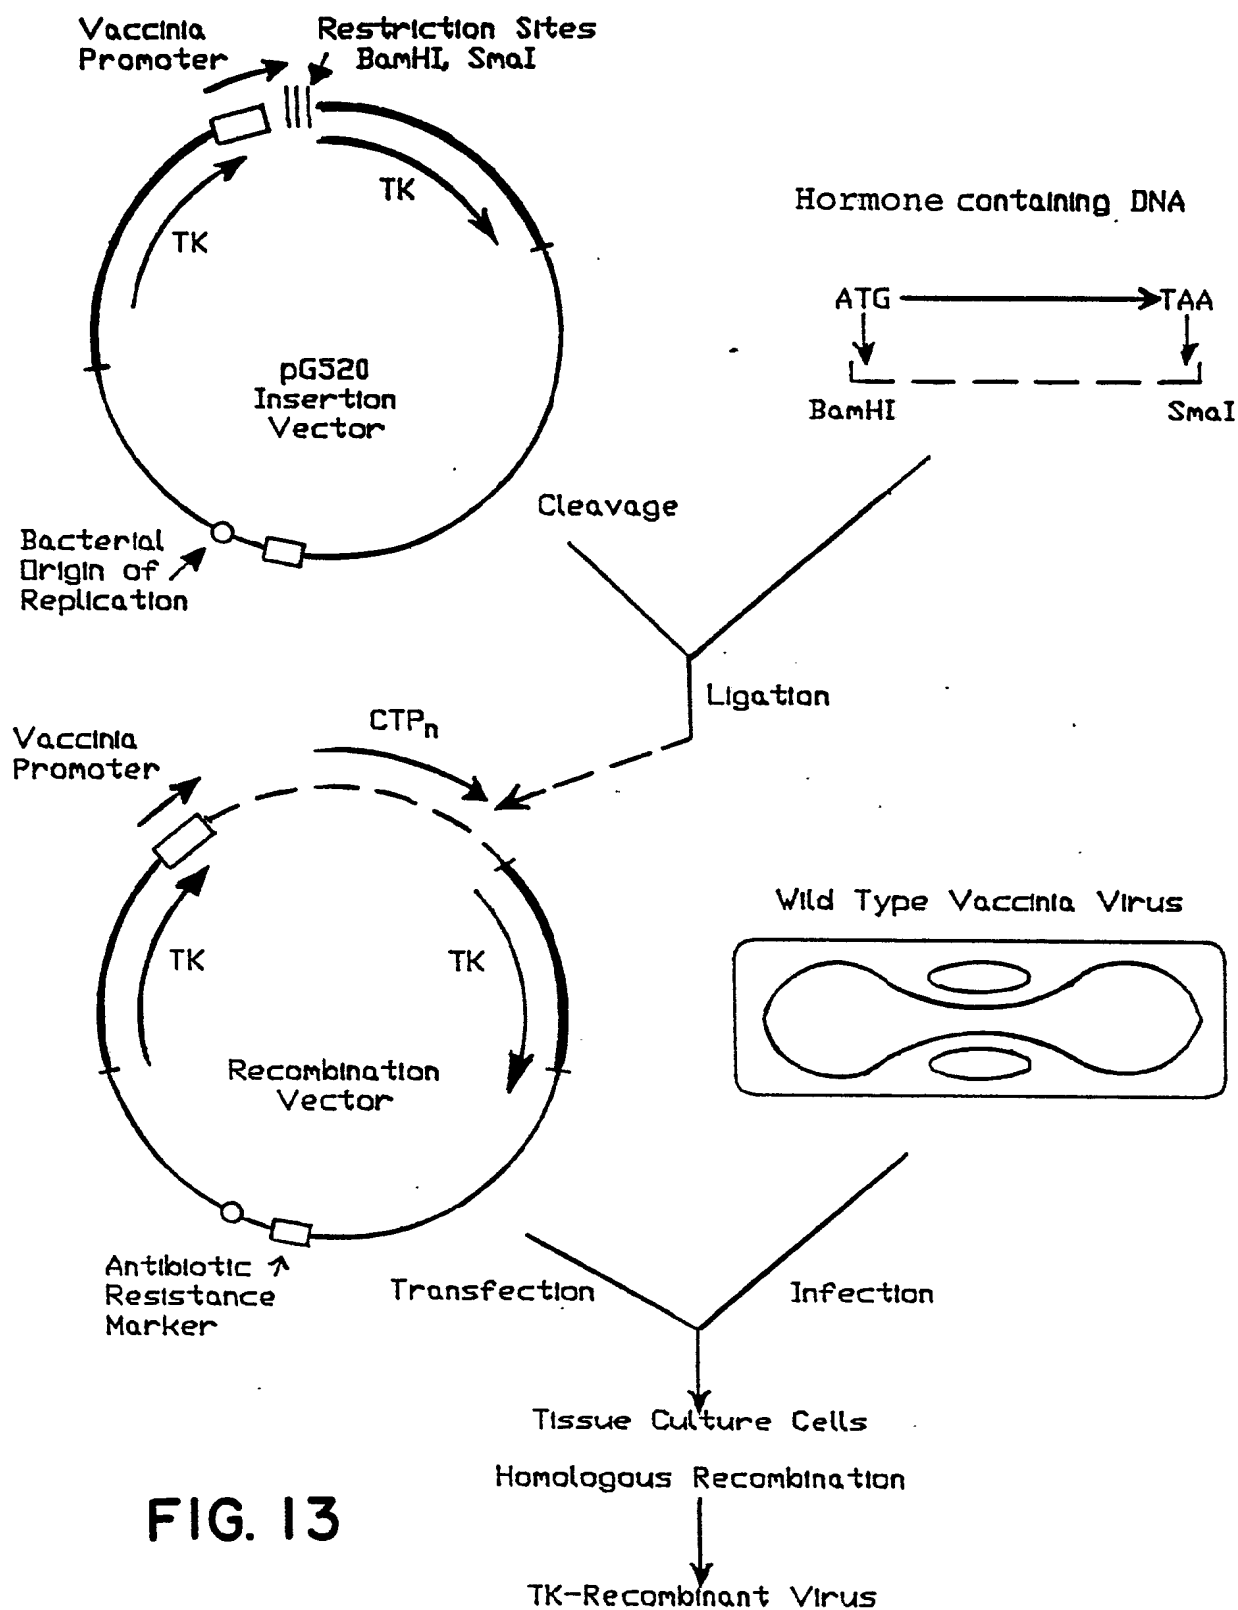 Vaccinia
Promoter
Restriction Sites
BamHI, SmaI
TK
TK
Hormone containing DNA
ATG
TAA
BamHI
SmaI
pG520
Insertion
Vector
Cleavage
Bacterial
Origin of
Replication
Ligation
CTPn
Vaccinia
Promoter
TK
TK
Wild Type Vaccinia Virus
Recombination
Vector
Antibiotic
Resistance
Marker
Transfection
Infection
Tissue Culture Cells
Homologous Recombination
FIG. 13
TK-Recombinant Virus